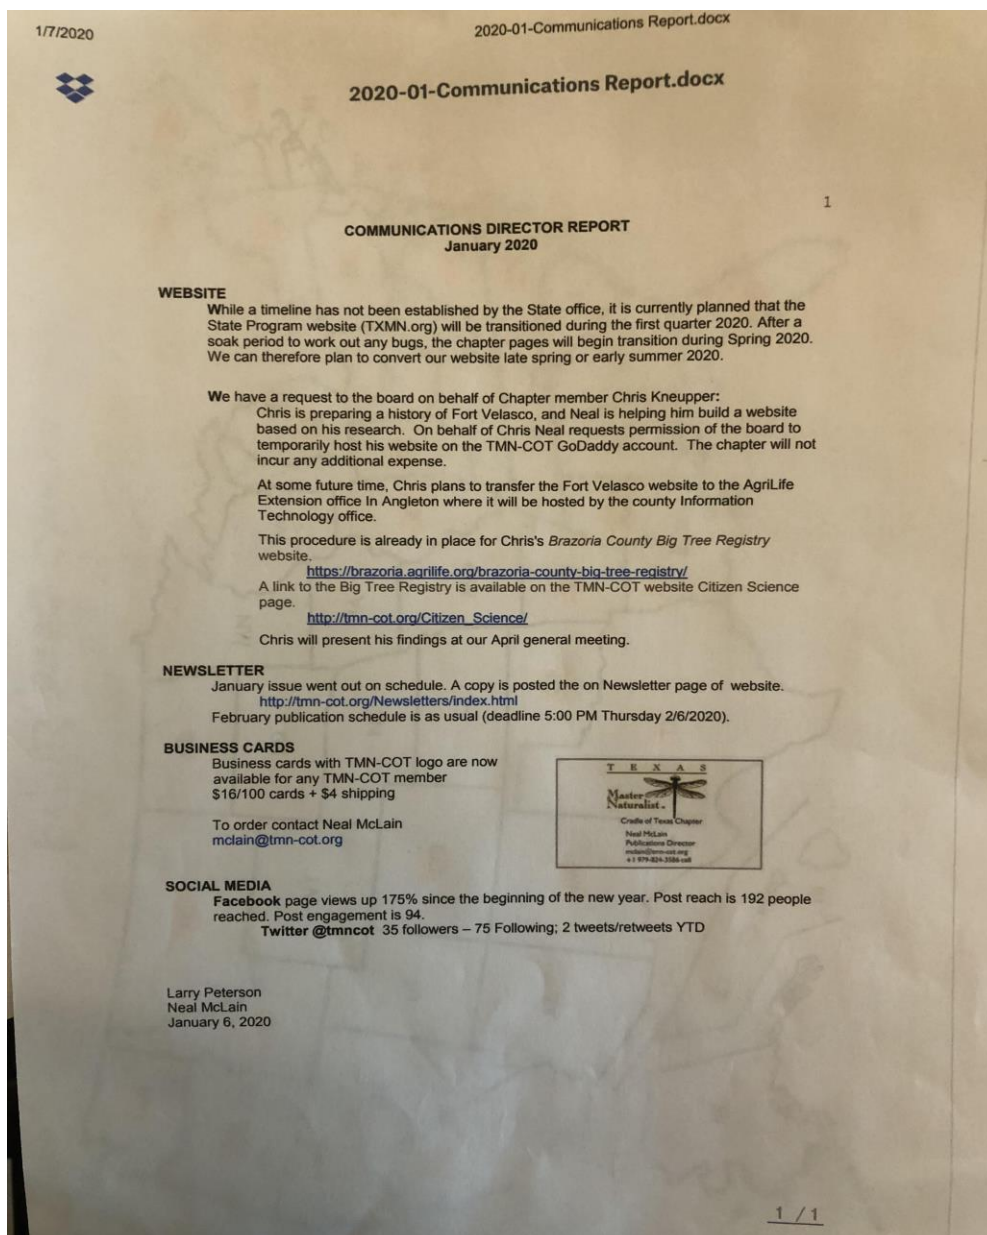 1/7/2020
2020-01-Communications Report.docx
2020-01-Communications Report.docx
1
COMMUNICATIONS DIRECTOR REPORT
January 2020
WEBSITE
While a timeline has not been established by the State office, it is currently planned that the
State Program website (TXMN.org) will be transitioned during the first quarter 2020. After a
soak period to work out any bugs, the chapter pages will begin transition during Spring 2020.
We can therefore plan to convert our website late spring or early summer 2020.
We have a request to the board on behalf of Chapter member Chris Kneupper:
Chris is preparing a history of Fort Velasco, and Neal is helping him build a website
based on his research. On behalf of Chris Neal requests permission of the board to
temporarily host his website on the TMN-COT GoDaddy account. The chapter will not
incur any additional expense.
At some future time, Chris plans to transfer the Fort Velasco website to the AgriLife
Extension office In Angleton where it will be hosted by the county Information
Technology office.
This procedure is already in place for Chris's Brazoria County Big Tree Registry
website.
https://brazoria.agrilife.org/brazoria-county-big-tree-registry/
A link to the Big Tree Registry is available on the TMN-COT website Citizen Science
page.
http://tmn-cot.org/Citizen_Science/
Chris will present his findings at our April general meeting.
NEWSLETTER
January issue went out on schedule. A copy is posted the on Newsletter page of website.
http://tmn-cot.org/Newsletters/index.html
February publication schedule is as usual (deadline 5:00 PM Thursday 2/6/2020).
BUSINESS CARDS
Business cards with TMN-COT logo are now
available for any TMN-COT member
$16/100 cards + $4 shipping
To order contact Neal McLain
mclain@tmn-cot.org
TEXAS
Master
Naturalist
Cradle of Texas Chapter
Neal McLain
Publications Director
mclain@tmn-cot.org
+1 979-824-3586 cell
SOCIAL MEDIA
Facebook page views up 175% since the beginning of the new year. Post reach is 192 people
reached. Post engagement is 94.
Twitter @tmncot 35 followers – 75 Following; 2 tweets/retweets YTD
Larry Peterson
Neal McLain
January 6, 2020
1 / 1